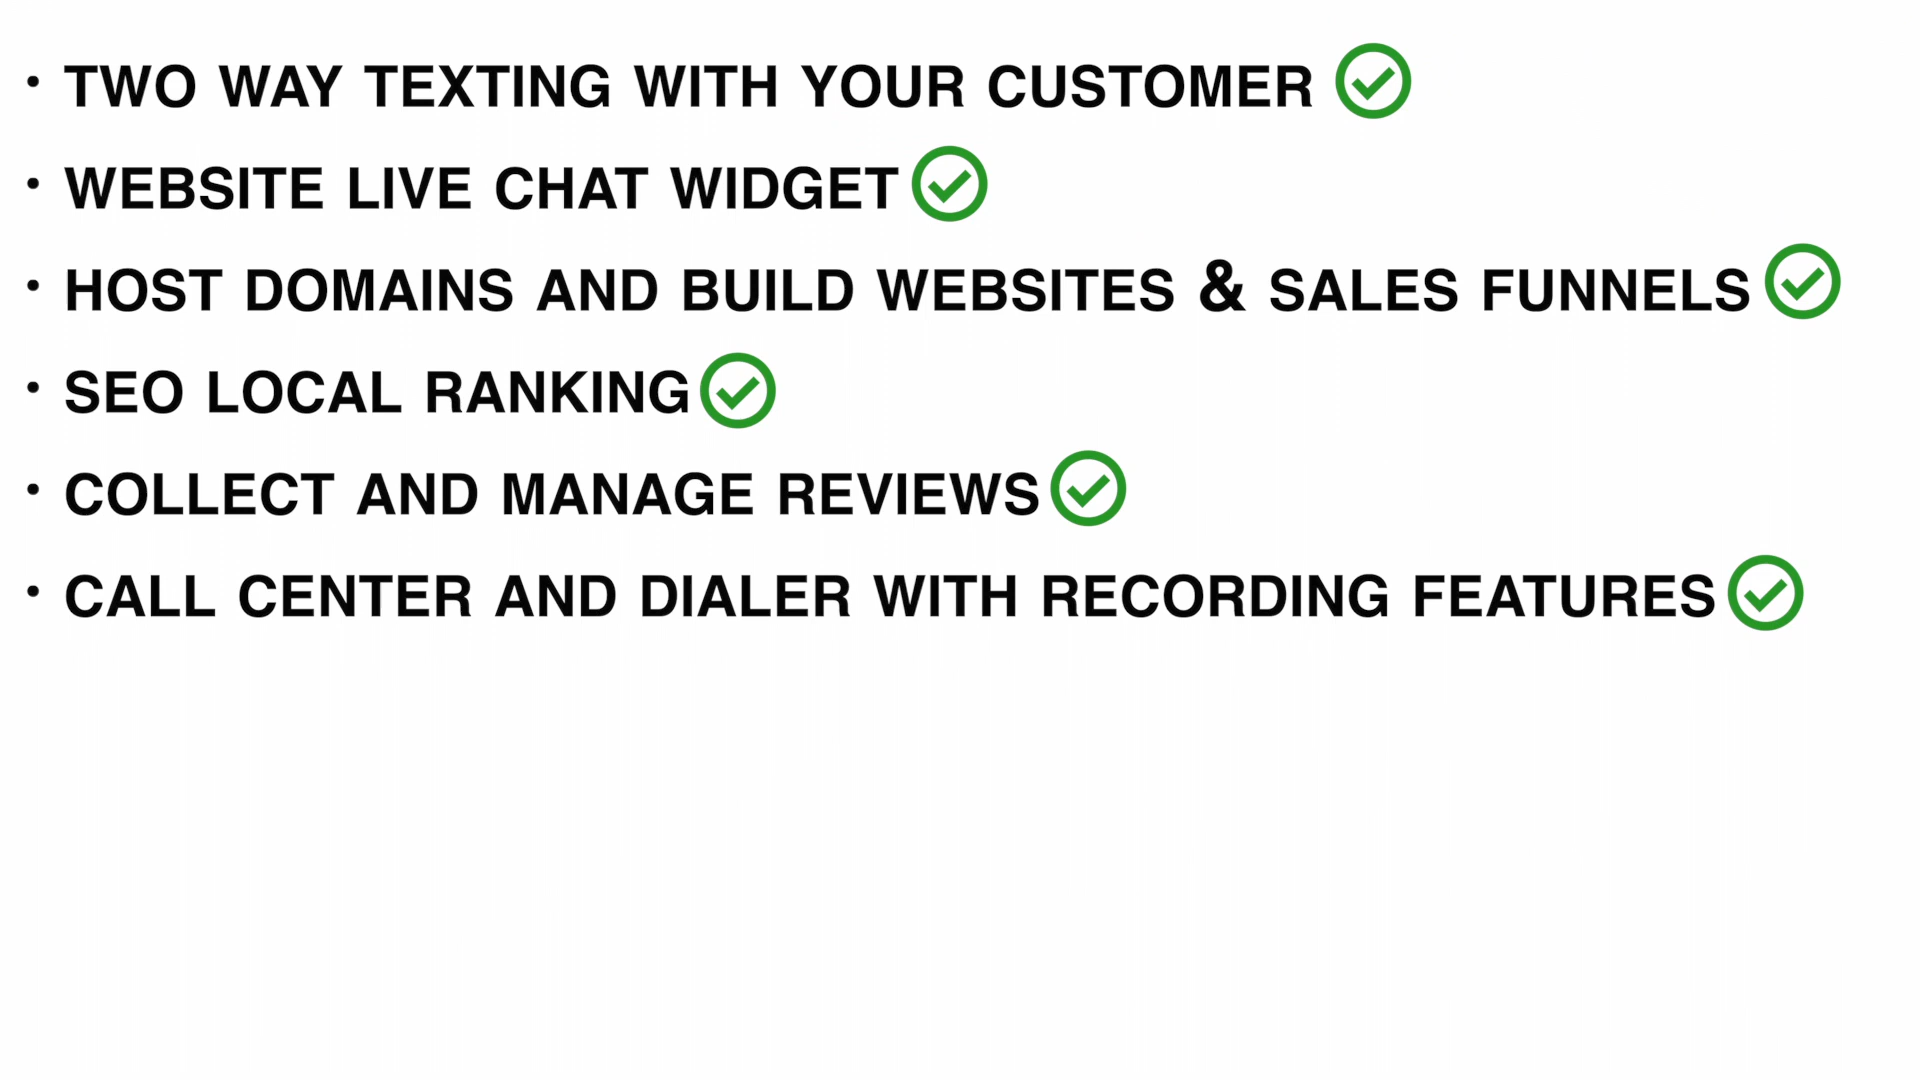 • TWO WAY TEXTING WITH YOUR CUSTOMER
• WEBSITE LIVE CHAT WIDGET
• HOST DOMAINS AND BUILD WEBSITES & SALES FUNNELS
• SEO LOCAL RANKING
• COLLECT AND MANAGE REVIEWS
• CALL CENTER AND DIALER WITH RECORDING FEATURES